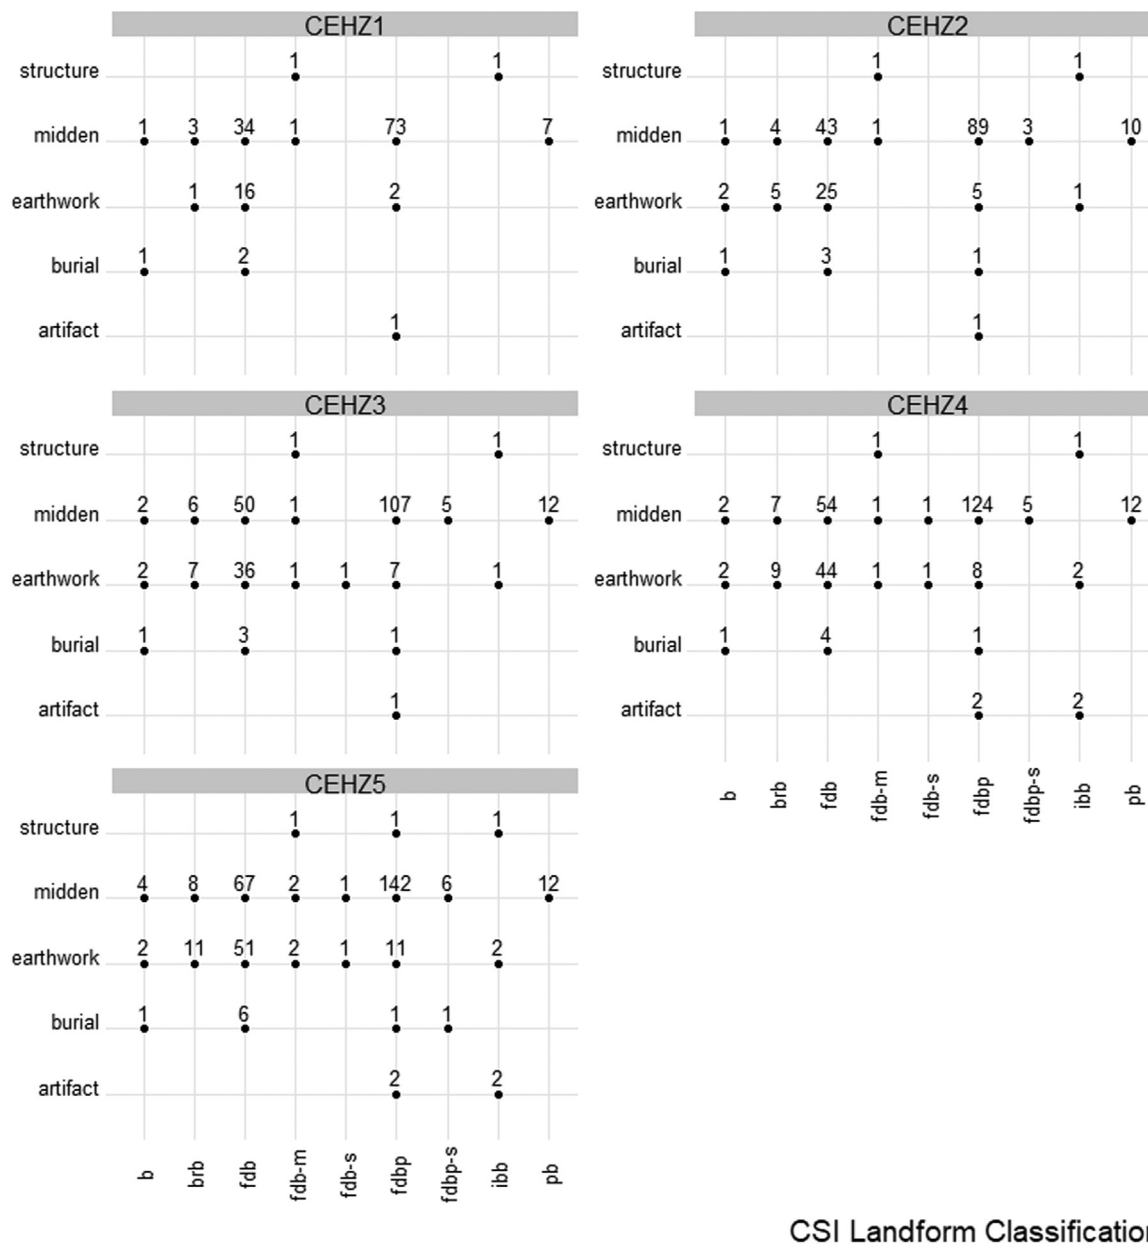 CEHZ1 CEHZ2
structure 1 1 structure 1 1
midden 1 3 34 1 73 7 midden 1 4 43 1 89 3 10
earthwork 1 16 2 earthwork 2 5 25 5 1
burial 1 2 burial 1 3 1
artifact 1 artifact 1
CEHZ3 CEHZ4
structure 1 1 structure 1 1
midden 2 6 50 1 107 5 12 midden 2 7 54 1 1 124 5 12
earthwork 2 7 36 1 1 7 1 earthwork 2 9 44 1 1 8 2
burial 1 3 1 burial 1 4 1
artifact 1 artifact 2 2
b brb fdb fdb-m fdb-s fdbp fdbp-s ibb pb
CEHZ5
structure 1 1 1
midden 4 8 67 2 1 142 6 12
earthwork 2 11 51 2 1 11 2
burial 1 6 1 1
artifact 2 2
b brb fdb fdb-m fdb-s fdbp fdbp-s ibb pb
CSI Landform Classification